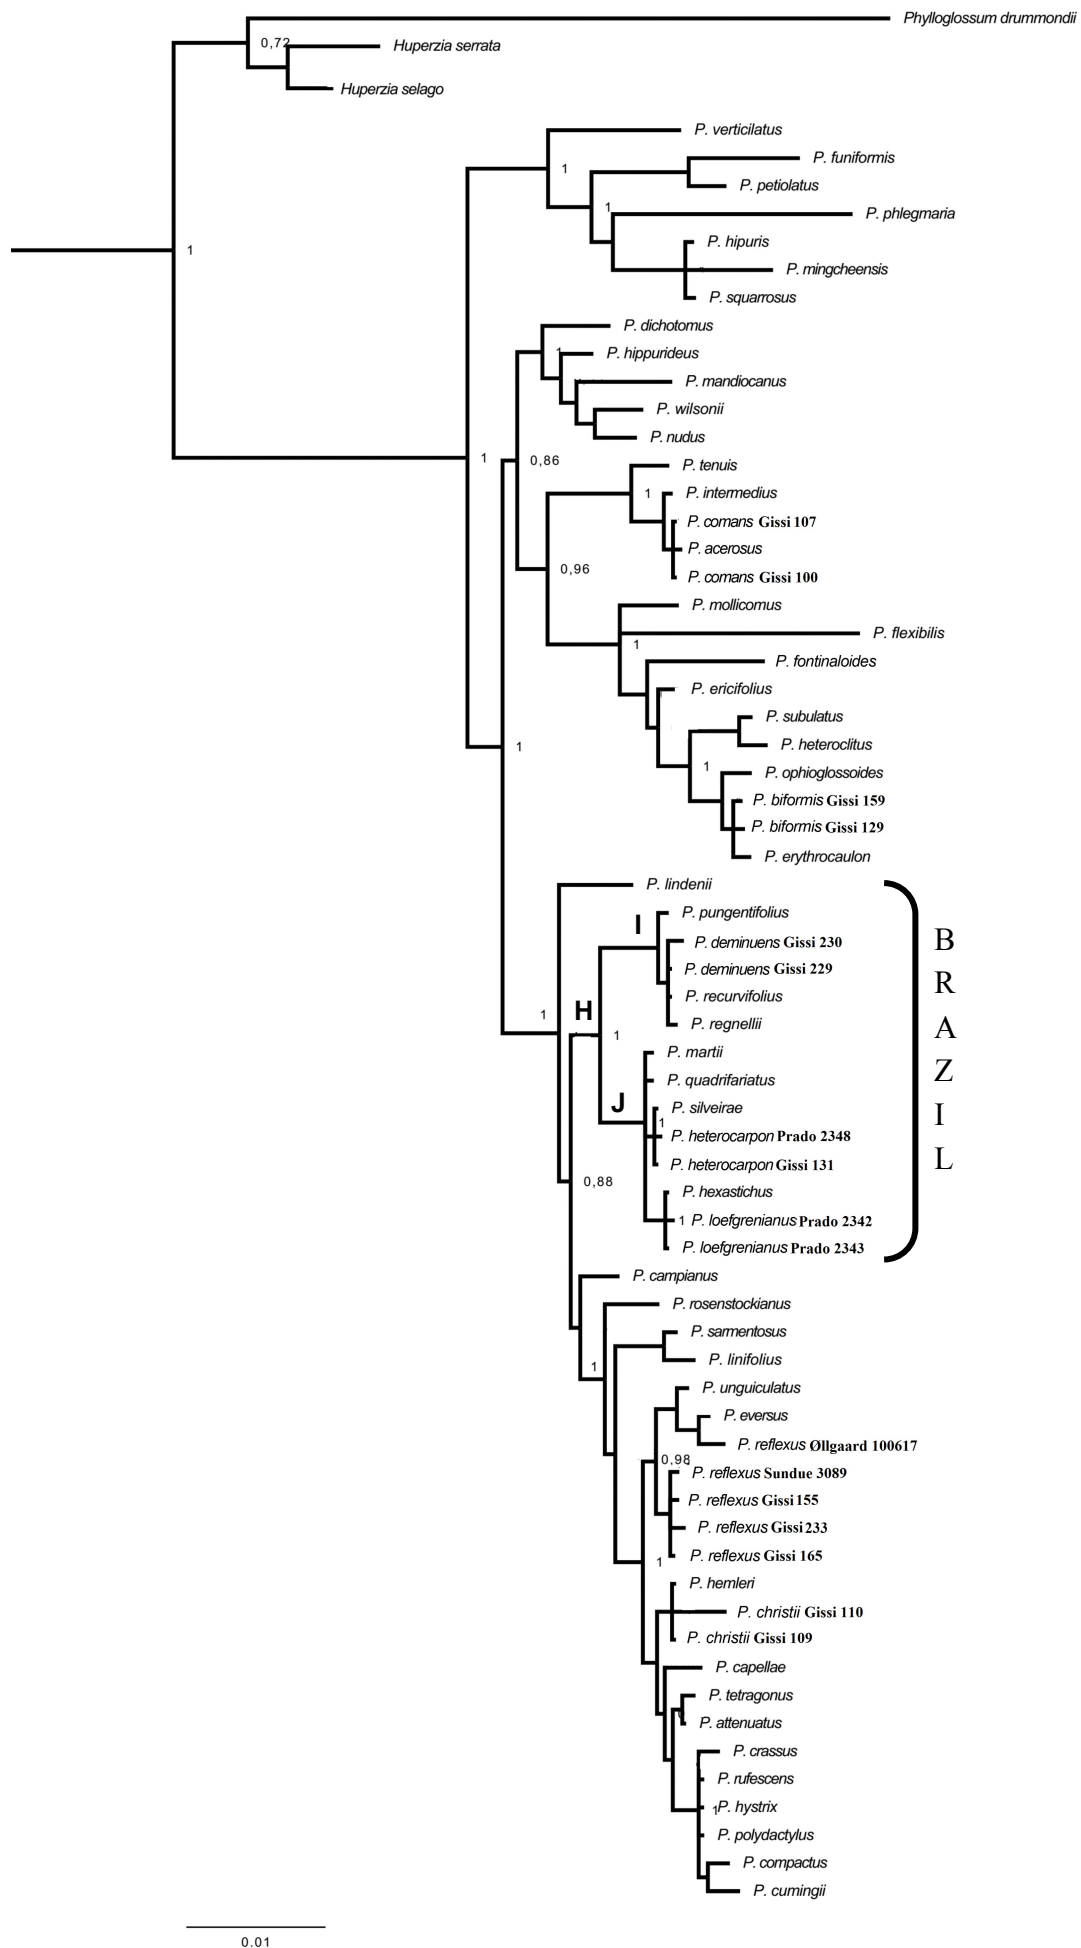 Phylloglossum drummondii
0,72
Huperzia serrata
Huperzia selago
P. verticilatus
P. funiformis
1
P. petiolatus
1
P. phlegmaria
P. hipuris
1
P. mingcheensis
P. squarrosus
P. dichotomus
1
P. hippurideus
P. mandiocanus
P. wilsonii
P. nudus
1
0,86
P. tenuis
1
P. intermedius
P. comans Gissi 107
P. acerosus
0,96
P. comans Gissi 100
P. mollicomus
P. flexibilis
1
P. fontinaloides
P. ericifolius
P. subulatus
1
P. heteroclitus
1
P. ophioglossoides
P. biformis Gissi 159
P. biformis Gissi 129
P. erythrocaulon
P. lindenii
P. pungentifolius
I
P. deminuens Gissi 230
P. deminuens Gissi 229
P. recurvifolius
H
1
P. regnellii
1
P. martii
P. quadrifariatus
J
P. silveirae
1
P. heterocarpon Prado 2348
P. heterocarpon Gissi 131
0,88
P. hexastichus
1 P. loefgrenianus Prado 2342
P. loefgrenianus Prado 2343
B
R
A
Z
I
L
P. campianus
P. rosenstockianus
P. sarmentosus
1
P. linifolius
P. unguiculatus
P. eversus
P. reflexus Øllgaard 100617
0,98
P. reflexus Sundue 3089
P. reflexus Gissi 155
P. reflexus Gissi 233
P. reflexus Gissi 165
1
P. hemleri
P. christii Gissi 110
P. christii Gissi 109
P. capellae
P. tetragonus
P. attenuatus
P. crassus
P. rufescens
1 P. hystrix
P. polydactylus
P. compactus
P. cumingii
0.01